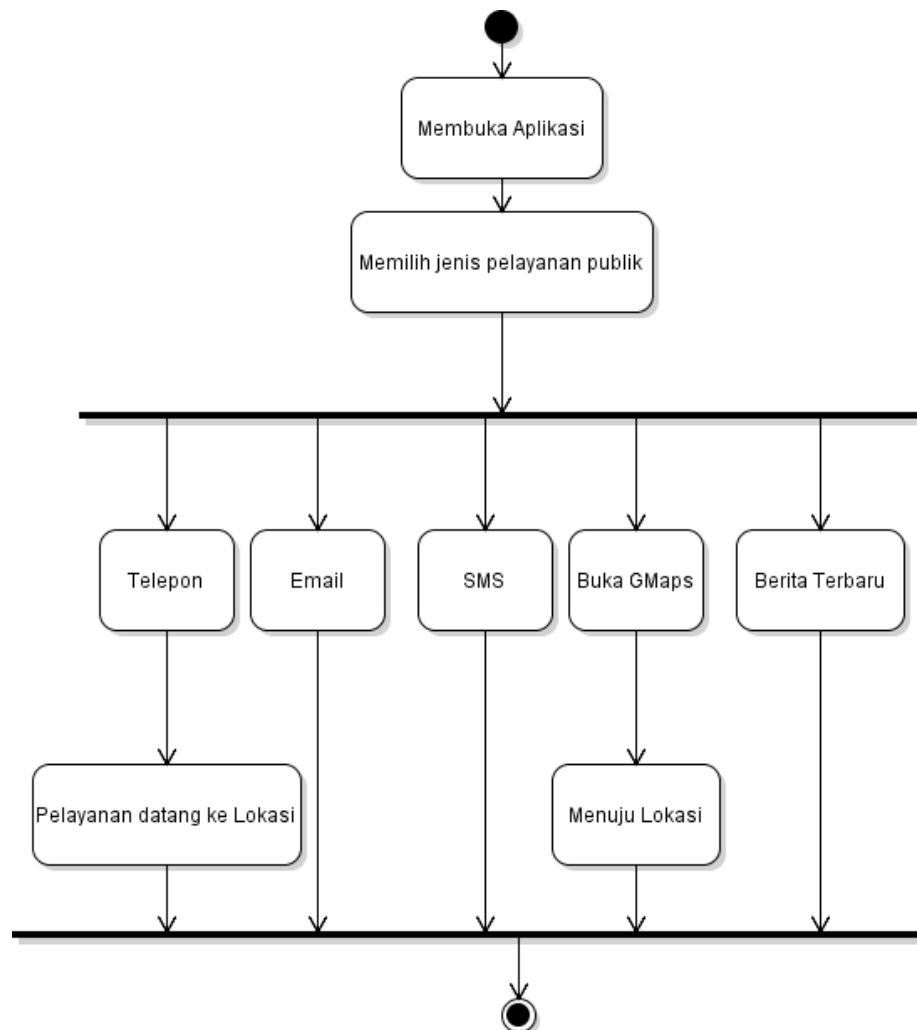 Membuka Aplikasi
Memilih jenis pelayanan publik
Telepon
Email
SMS
Buka GMaps
Berita Terbaru
Pelayanan datang ke Lokasi
Menuju Lokasi